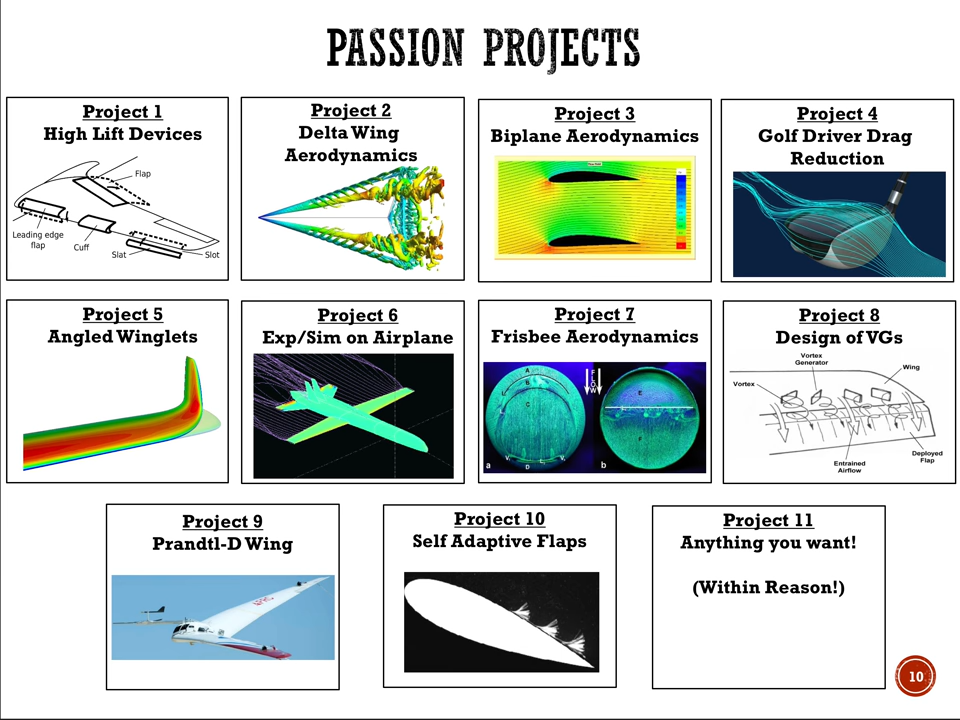 PASSION PROJECTS
Project 1
High Lift Devices
Flap
Leading edge
flap
Cuff
Slat
Slot
Project 2
Delta Wing
Aerodynamics
Project 3
Biplane Aerodynamics
Project 4
Golf Driver Drag
Reduction
Project 5
Angled Winglets
Project 6
Exp/Sim on Airplane
Project 7
Frisbee Aerodynamics
A
B
C
D
a
FLOW
E
F
b
Project 8
Design of VGs
Vortex
Generator
Wing
Vortex
Deployed
Flap
Entrained
Airflow
Project 9
Prandtl-D Wing
Project 10
Self Adaptive Flaps
Project 11
Anything you want!
(Within Reason!)
10